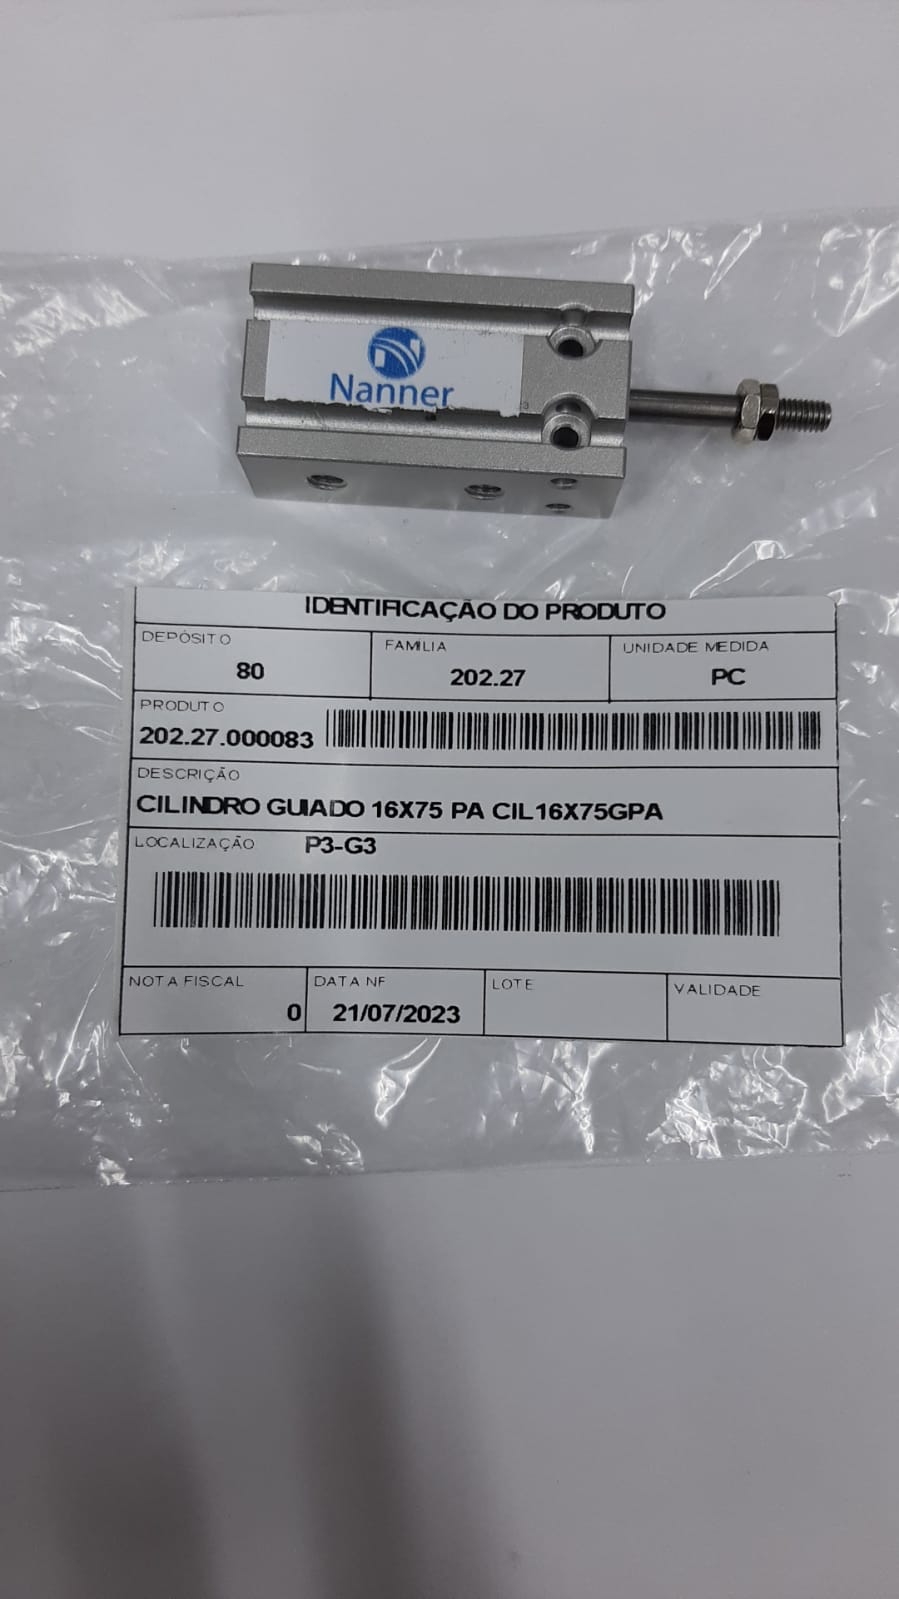 Nanner
IDENTIFICAÇÃO DO PRODUTO
DEPÓSITO
80
FAMILIA
202.27
UNIDADE MEDIDA
PC
PRODUTO
202.27.000083
DESCRIÇÃO
CILINDRO GUIADO 16X75 PA CIL16X75GPA
LOCALIZAÇÃO P3-G3
NOTA FISCAL
0
DATA NF
21/07/2023
LOTE
VALIDADE